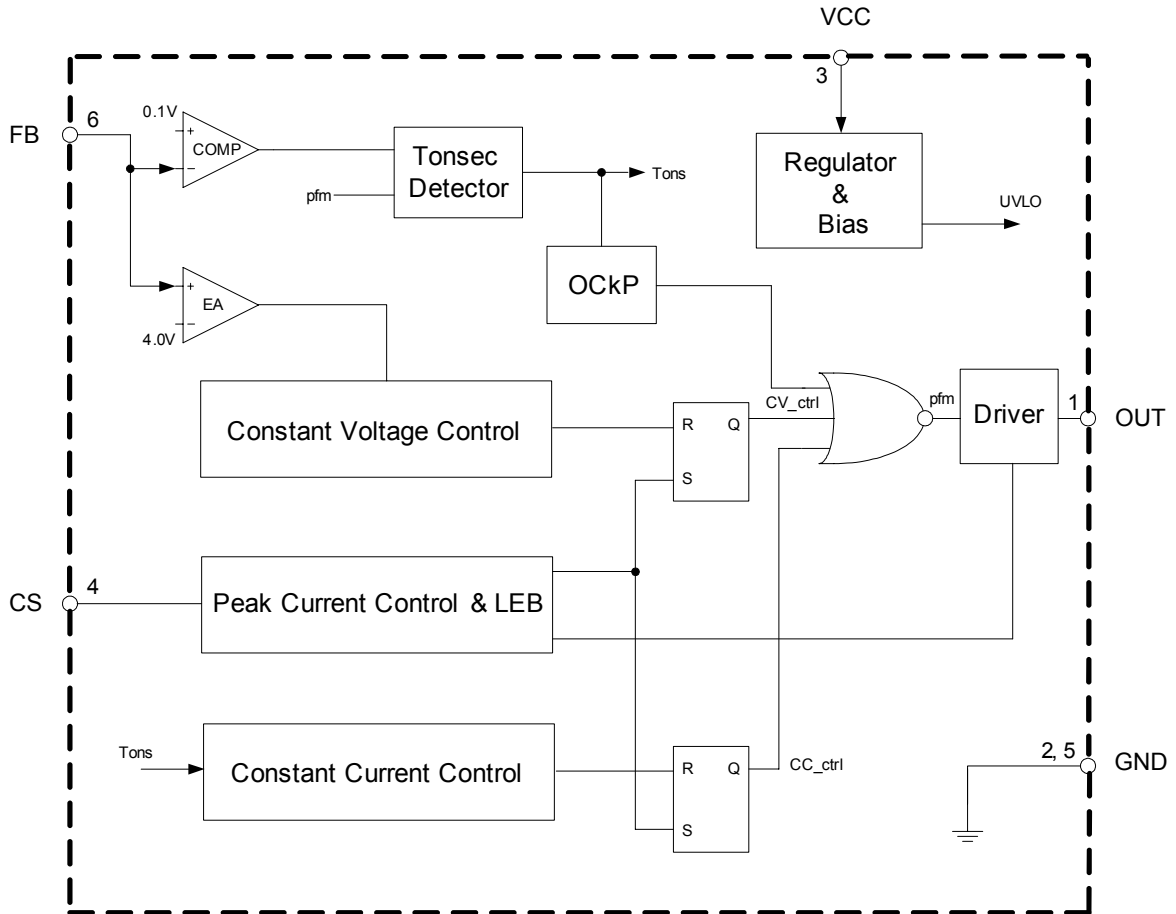 VCC
3
FB
6
0.1V
+
COMP
−
Tonsec
Detector
pfm
Tons
Regulator
&
Bias
UVLO
OCkP
+
EA
−
4.0V
Constant Voltage Control
R
Q
S
CV_ctrl
pfm
Driver
1
OUT
CS
4
Peak Current Control & LEB
Tons
Constant Current Control
R
Q
S
CC_ctrl
2, 5
GND